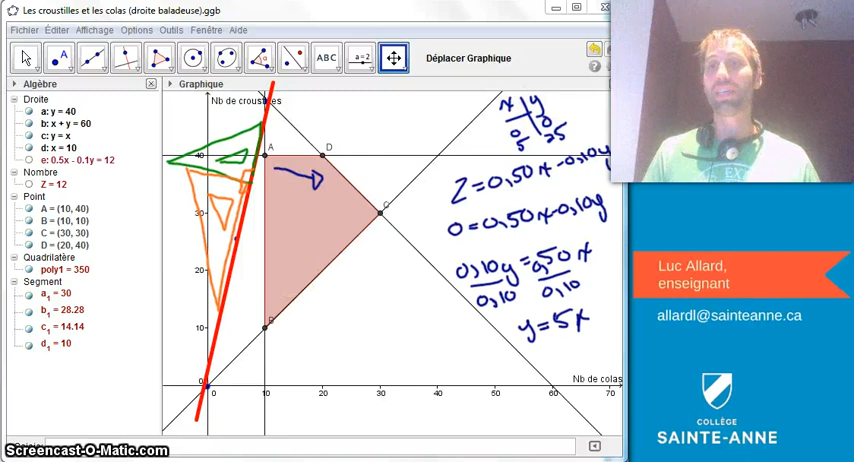 Les croustilles et les colas (droite baladeuse).ggb
Fichier Éditer Affichage Options Outils Fenêtre Aide
ABC a=2 Déplacer Graphique
Algèbre
Graphique
Droite
a: y = 40
b: x + y = 60
c: y = x
d: x = 10
e: 0.5x - 0.1y = 12
Nombre
Z = 12
Point
A = (10, 40)
B = (10, 10)
C = (30, 30)
D = (20, 40)
Quadrilatère
poly1 = 350
Segment
a1 = 30
b1 = 28.28
c1 = 14.14
d1 = 10
Nb de croustilles
A D
40
C
30
20
B
10
0
0 10 20 30 40 50 60 70
Nb de colas
x y
0 0
5 25
Z = 0,50x - 0,10y
0 = 0,50x - 0,10y
0,10y = 0,50x
0,10 0,10
y = 5x
Luc Allard,
enseignant
allardl@sainteanne.ca
COLLÈGE
SAINTE-ANNE
Screencast-O-Matic.com